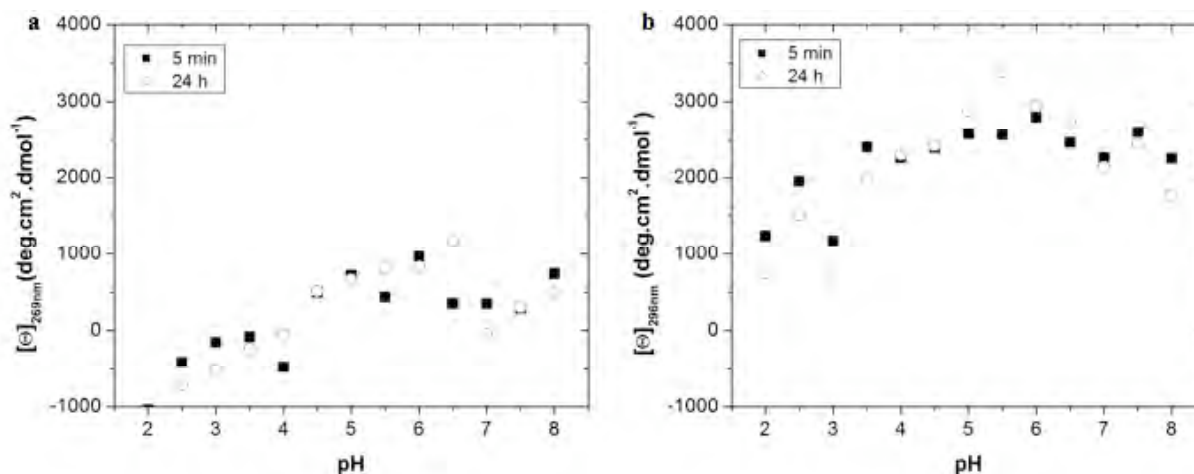 a
5 min
24 h
4000
3000
2000
1000
0
-1000
[Θ]269nm(deg.cm².dmol⁻¹)
2 3 4 5 6 7 8
pH
b
5 min
24 h
4000
3000
2000
1000
0
-1000
[Θ]296nm (deg.cm².dmol⁻¹)
2 3 4 5 6 7 8
pH